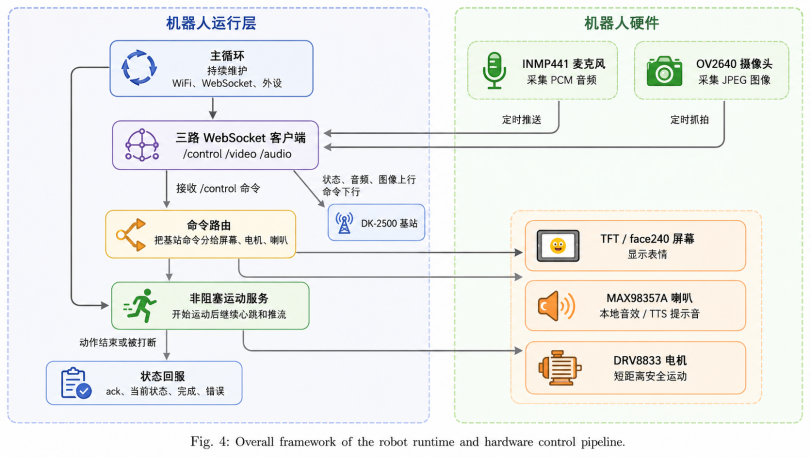 机器人运行层
主循环
持续维护
WiFi、WebSocket、外设
三路 WebSocket 客户端
/control /video /audio
接收 /control 命令
状态、音频、图像上行
命令下行
DK-2500 基站
命令路由
把基站命令分给屏幕、电机、喇叭
非阻塞运动服务
开始运动后继续心跳和推流
动作结束或被打断
状态回服
ack、当前状态、完成、错误
机器人硬件
INMP441 麦克风
采集 PCM 音频
OV2640 摄像头
采集 JPEG 图像
定时推送
定时抓拍
TFT / face240 屏幕
显示表情
MAX98357A 喇叭
本地音效 / TTS 提示音
DRV8833 电机
短距离安全运动
Fig. 4: Overall framework of the robot runtime and hardware control pipeline.